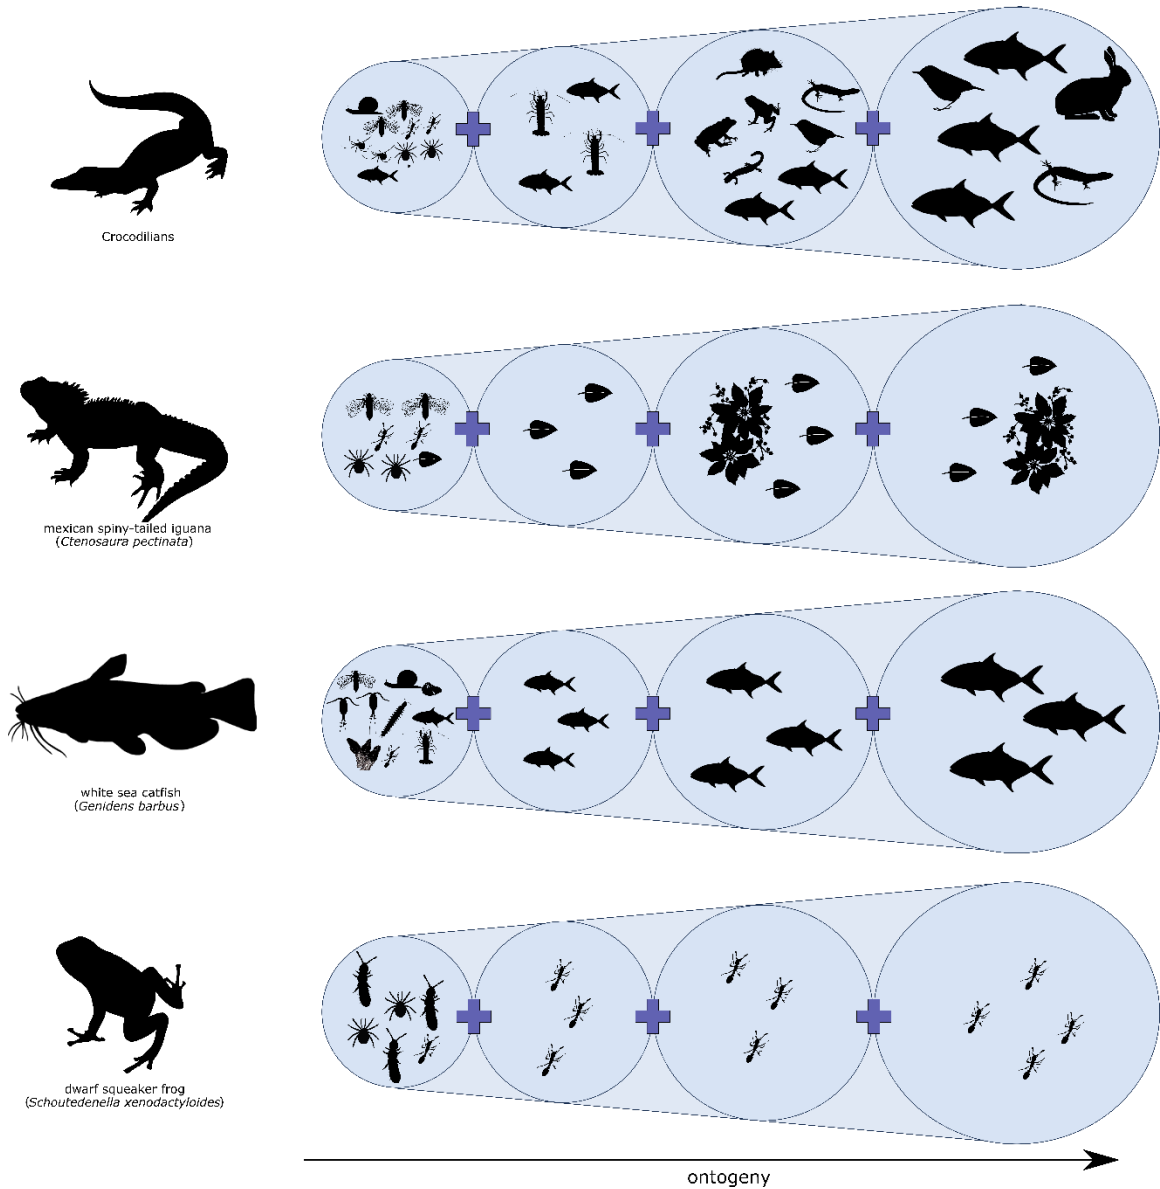 Crocodilians
mexican spiny-tailed iguana
(Ctenosaura pectinata)
white sea catfish
(Genidens barbus)
dwarf squeaker frog
(Schoutedenella xenodactyloides)
ontogeny